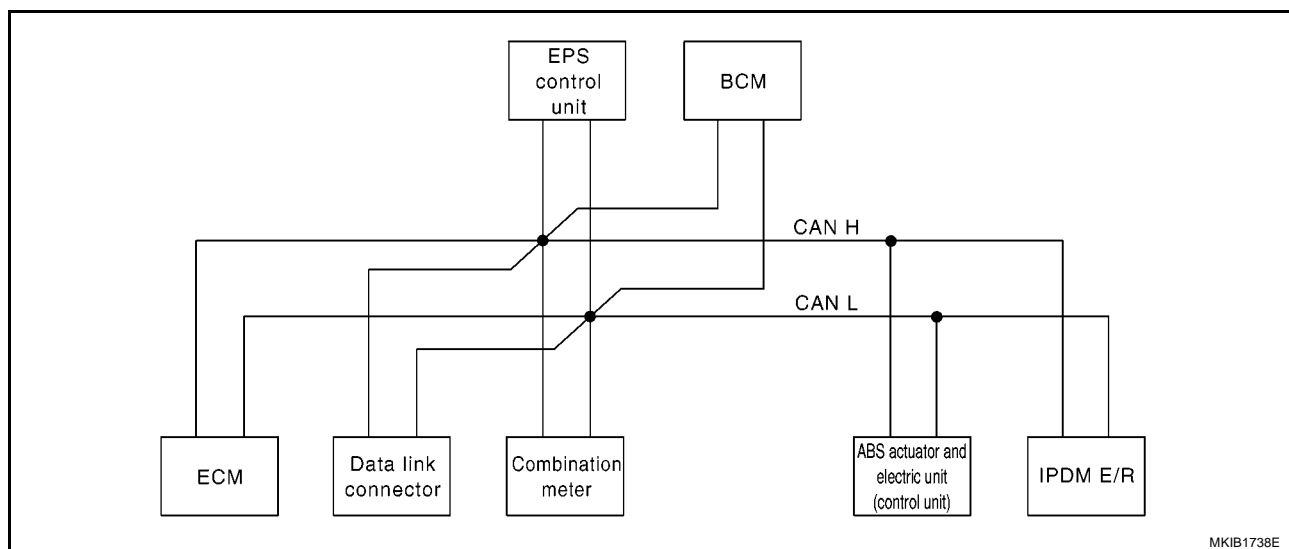 EPS
control
unit
BCM
CAN H
CAN L
ECM
Data link
connector
Combination
meter
ABS actuator and
electric unit
(control unit)
IPDM E/R
MKIB1738E